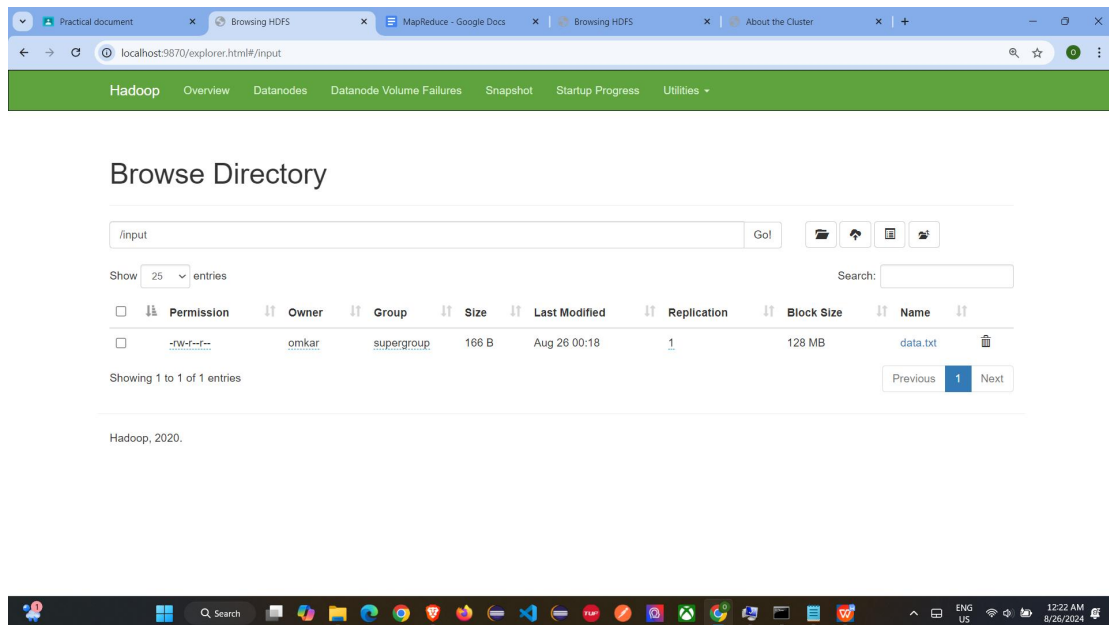 Practical document
Browsing HDFS
MapReduce - Google Docs
Browsing HDFS
About the Cluster
localhost:9870/explorer.html#/input
Hadoop Overview Datanodes Datanode Volume Failures Snapshot Startup Progress Utilities
Browse Directory
/input Go!
Show 25 entries Search:
Permission Owner Group Size Last Modified Replication Block Size Name
-rw-r--r-- omkar supergroup 166 B Aug 26 00:18 1 128 MB data.txt
Showing 1 to 1 of 1 entries Previous 1 Next
Hadoop, 2020.
1 Search TUF ENG 12:22 AM
US 8/26/2024